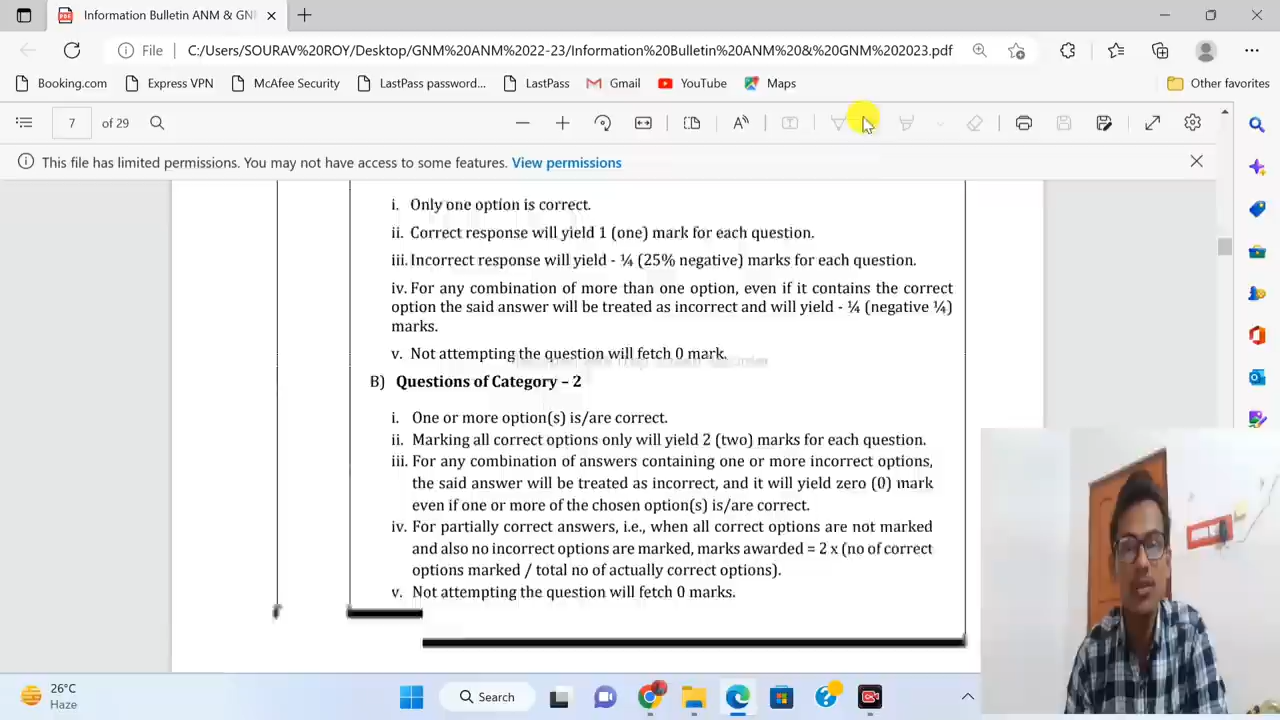 Information Bulletin ANM & GN
File
C:/Users/SOURAV%20ROY/Desktop/GNM%20ANM%2022-23/Information%20Bulletin%20ANM%20&%20GNM%202023.pdf
Booking.com
Express VPN
McAfee Security
LastPass password...
LastPass
Gmail
YouTube
Maps
Other favorites
7 of 29
This file has limited permissions. You may not have access to some features. View permissions
i. Only one option is correct.
ii. Correct response will yield 1 (one) mark for each question.
iii. Incorrect response will yield - ¼ (25% negative) marks for each question.
iv. For any combination of more than one option, even if it contains the correct
option the said answer will be treated as incorrect and will yield - ¼ (negative ¼)
marks.
v. Not attempting the question will fetch 0 mark.
B) Questions of Category – 2
i. One or more option(s) is/are correct.
ii. Marking all correct options only will yield 2 (two) marks for each question.
iii. For any combination of answers containing one or more incorrect options,
the said answer will be treated as incorrect, and it will yield zero (0) mark
even if one or more of the chosen option(s) is/are correct.
iv. For partially correct answers, i.e., when all correct options are not marked
and also no incorrect options are marked, marks awarded = 2 x (no of correct
options marked / total no of actually correct options).
v. Not attempting the question will fetch 0 marks.
26°C
Haze
Search